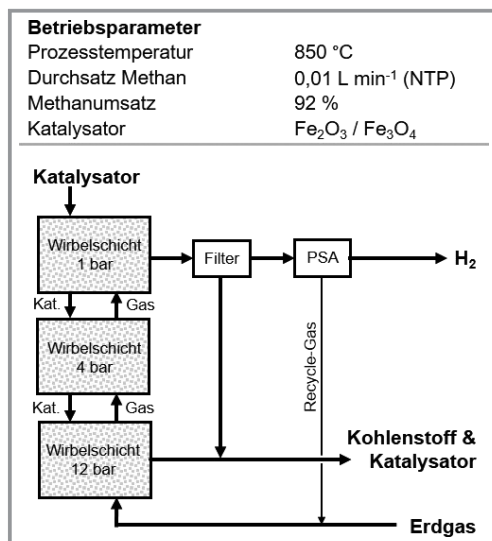 Betriebsparameter
Prozesstemperatur 850 °C
Durchsatz Methan 0,01 L min⁻¹ (NTP)
Methanumsatz 92 %
Katalysator Fe₂O₃ / Fe₃O₄
Katalysator
Wirbelschicht
1 bar
Filter
PSA
H₂
Kat.
Gas
Wirbelschicht
4 bar
Recycle-Gas
Kat.
Gas
Wirbelschicht
12 bar
Kohlenstoff &
Katalysator
Erdgas